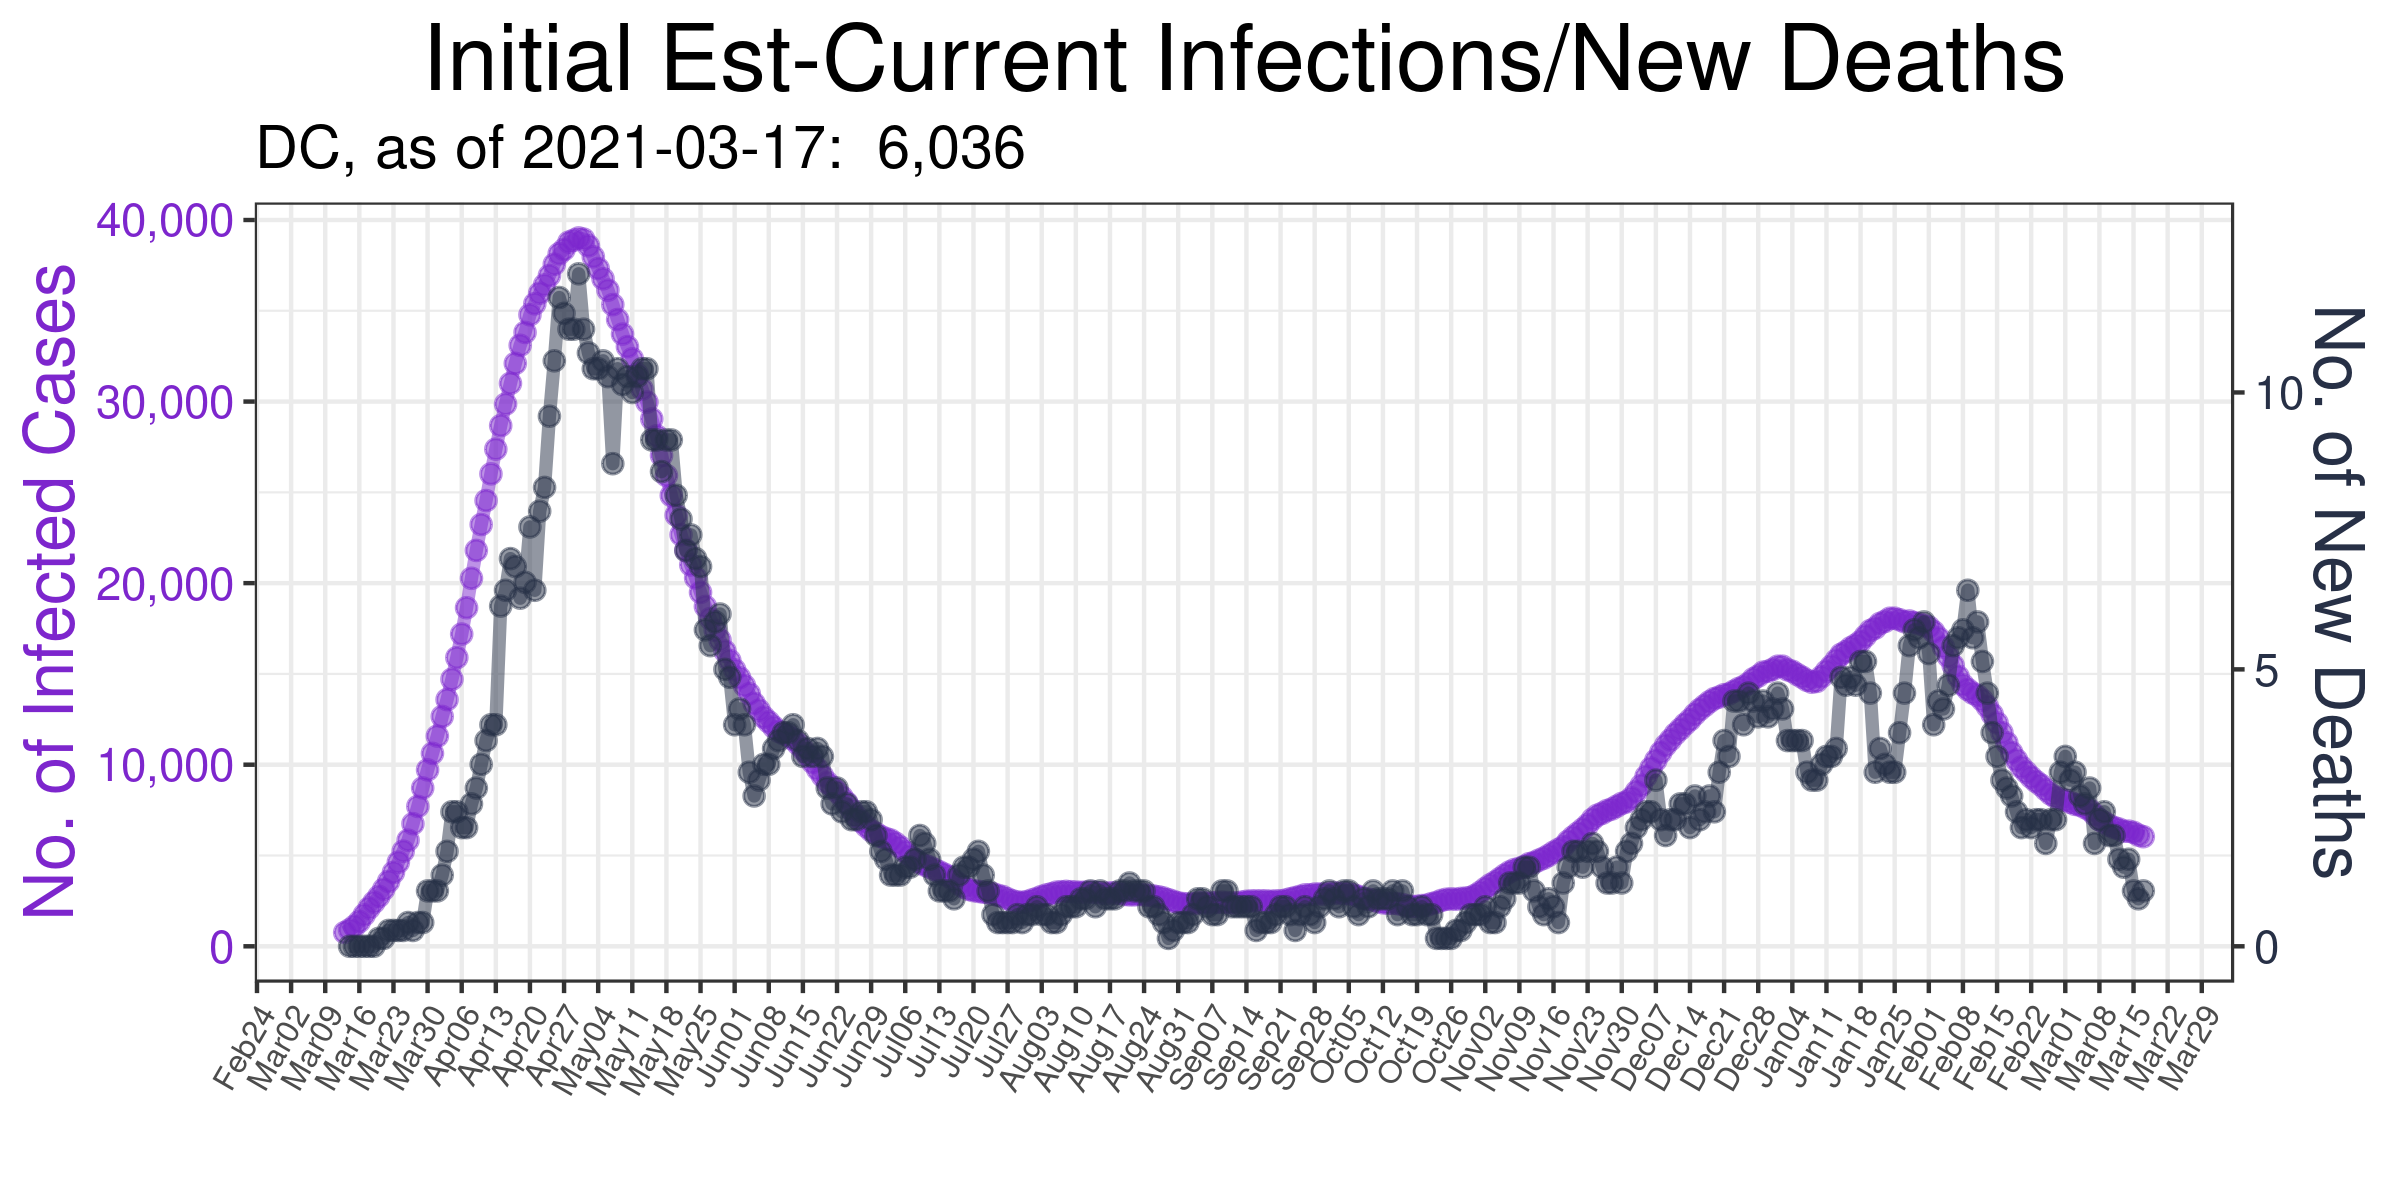 Initial Est-Current Infections/New Deaths
DC, as of 2021-03-17:  6,036
No. of Infected Cases
40,000
30,000
20,000
10,000
0
No. of New Deaths
10
5
0
Feb24
Mar02
Mar09
Mar16
Mar23
Mar30
Apr06
Apr13
Apr20
Apr27
May04
May11
May18
May25
Jun01
Jun08
Jun15
Jun22
Jun29
Jul06
Jul13
Jul20
Jul27
Aug03
Aug10
Aug17
Aug24
Aug31
Sep07
Sep14
Sep21
Sep28
Oct05
Oct12
Oct19
Oct26
Nov02
Nov09
Nov16
Nov23
Nov30
Dec07
Dec14
Dec21
Dec28
Jan04
Jan11
Jan18
Jan25
Feb01
Feb08
Feb15
Feb22
Mar01
Mar08
Mar15
Mar22
Mar29